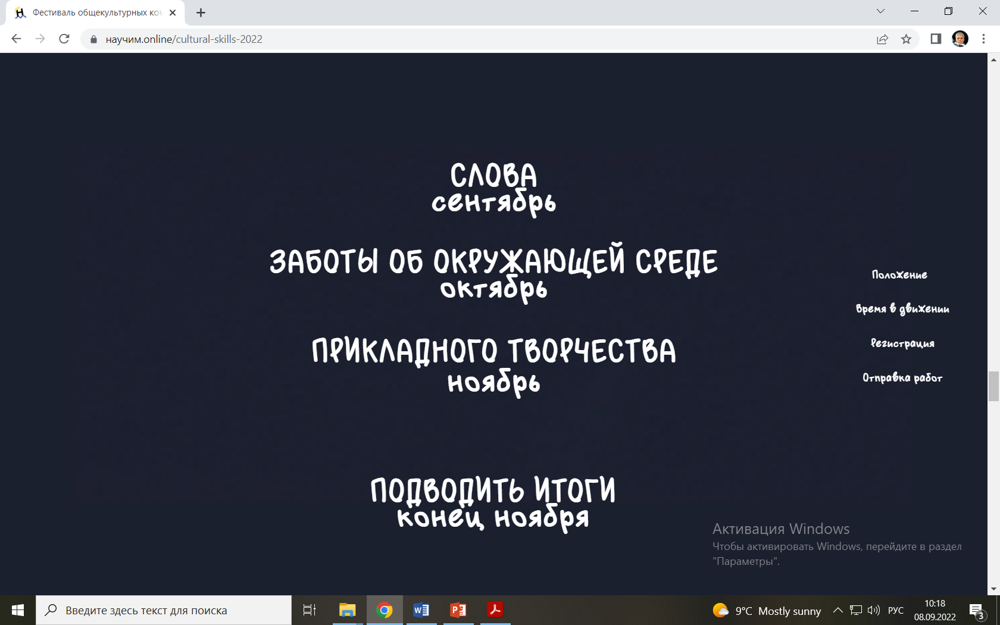 Фестиваль общекультурных ком
научим.online/cultural-skills-2022
СЛОВА
сентябрь
ЗАБОТЫ ОБ ОКРУЖАЮЩЕЙ СРЕДЕ
октябрь
ПРИКЛАДНОГО ТВОРЧЕСТВА
ноябрь
ПОДВОДИТЬ ИТОГИ
конец ноября
Положение
Время в движении
Регистрация
Отправка работ
Активация Windows
Чтобы активировать Windows, перейдите в раздел
"Параметры".
Введите здесь текст для поиска
9°C Mostly sunny
РУС
10:18
08.09.2022
3